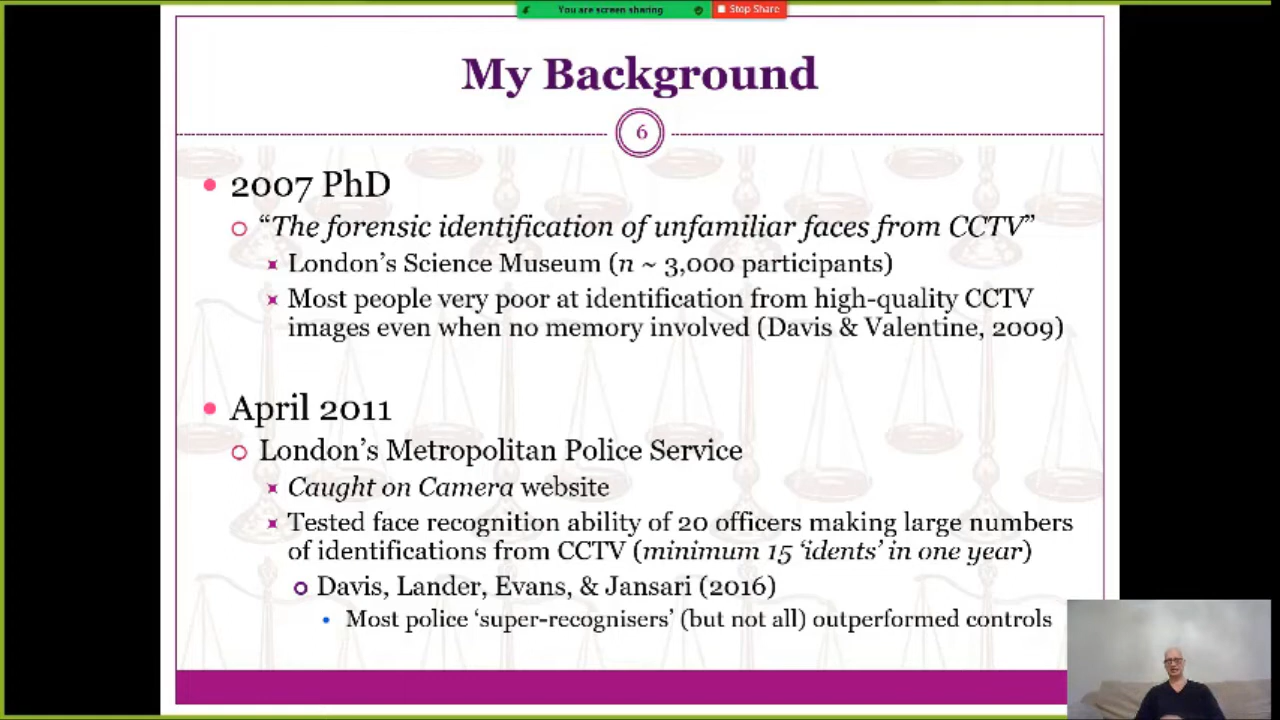 You are screen sharing
Stop Share
My Background
6
2007 PhD
“The forensic identification of unfamiliar faces from CCTV”
London’s Science Museum (n ~ 3,000 participants)
Most people very poor at identification from high-quality CCTV
images even when no memory involved (Davis & Valentine, 2009)
April 2011
London’s Metropolitan Police Service
Caught on Camera website
Tested face recognition ability of 20 officers making large numbers
of identifications from CCTV (minimum 15 ‘idents’ in one year)
Davis, Lander, Evans, & Jansari (2016)
Most police ‘super-recognisers’ (but not all) outperformed controls